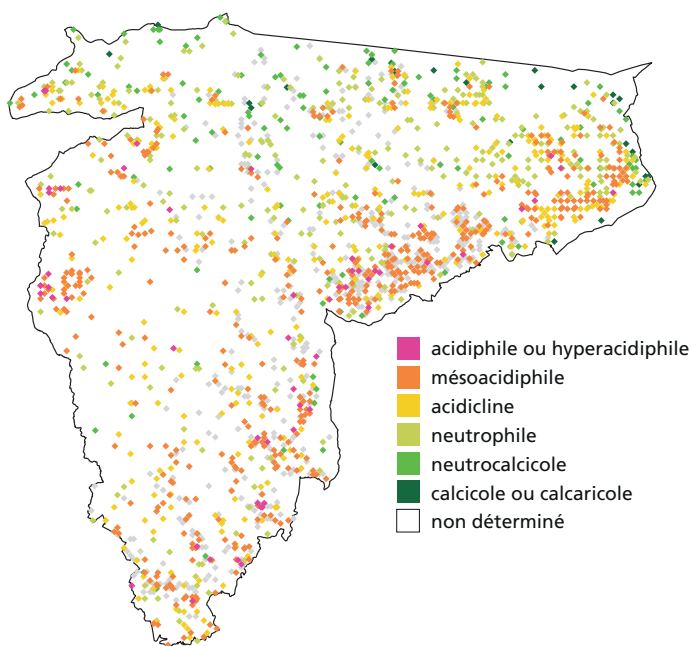 acidiphile ou hyperacidiphile
mésoacidiphile
acidicline
neutrophile
neutrocalcicole
calcicole ou calcaricole
non déterminé